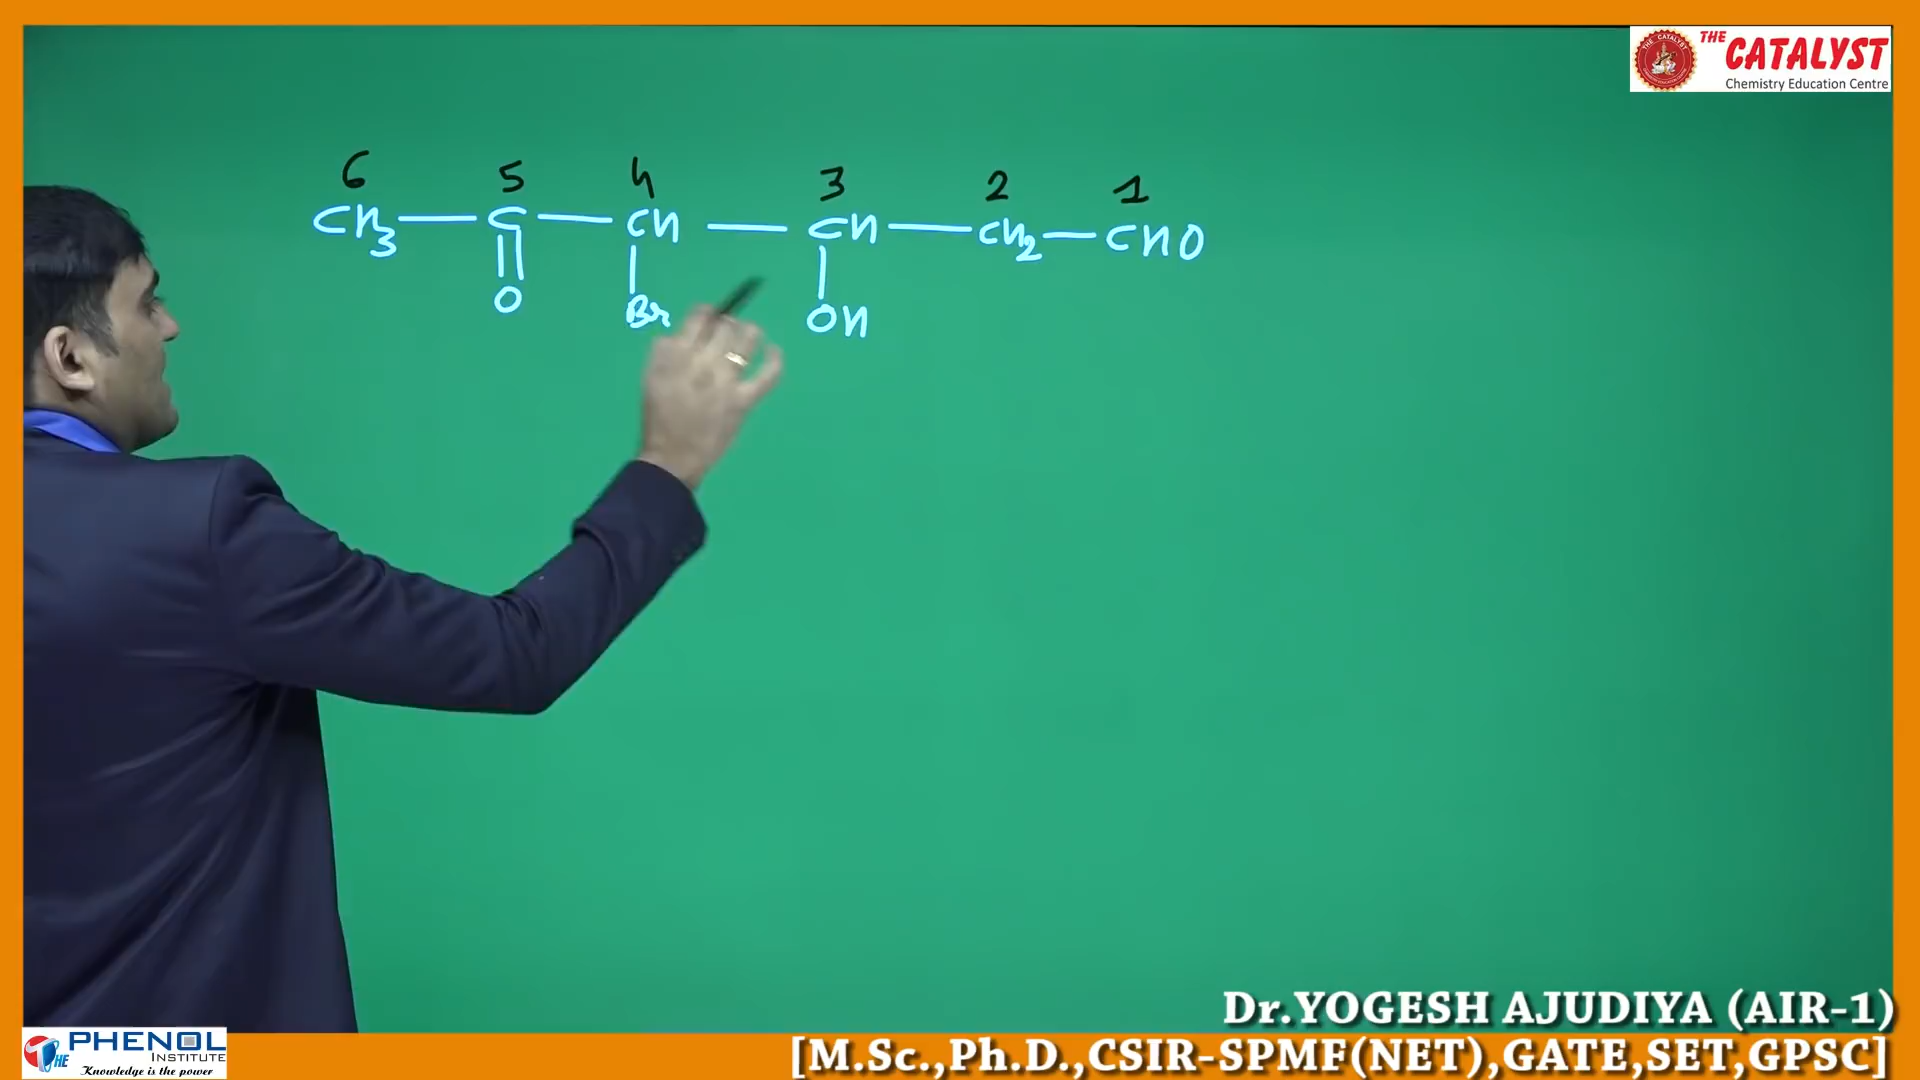 THE
CATALYST
Chemistry Education Centre
6 5 4 3 2 1
CH3—C—CH—CH—CH2—CHO
O Br OH
Dr.YOGESH AJUDIYA (AIR-1)
[M.Sc.,Ph.D.,CSIR-SPMF(NET),GATE,SET,GPSC]
THE PHENOL
INSTITUTE
Knowledge is the power